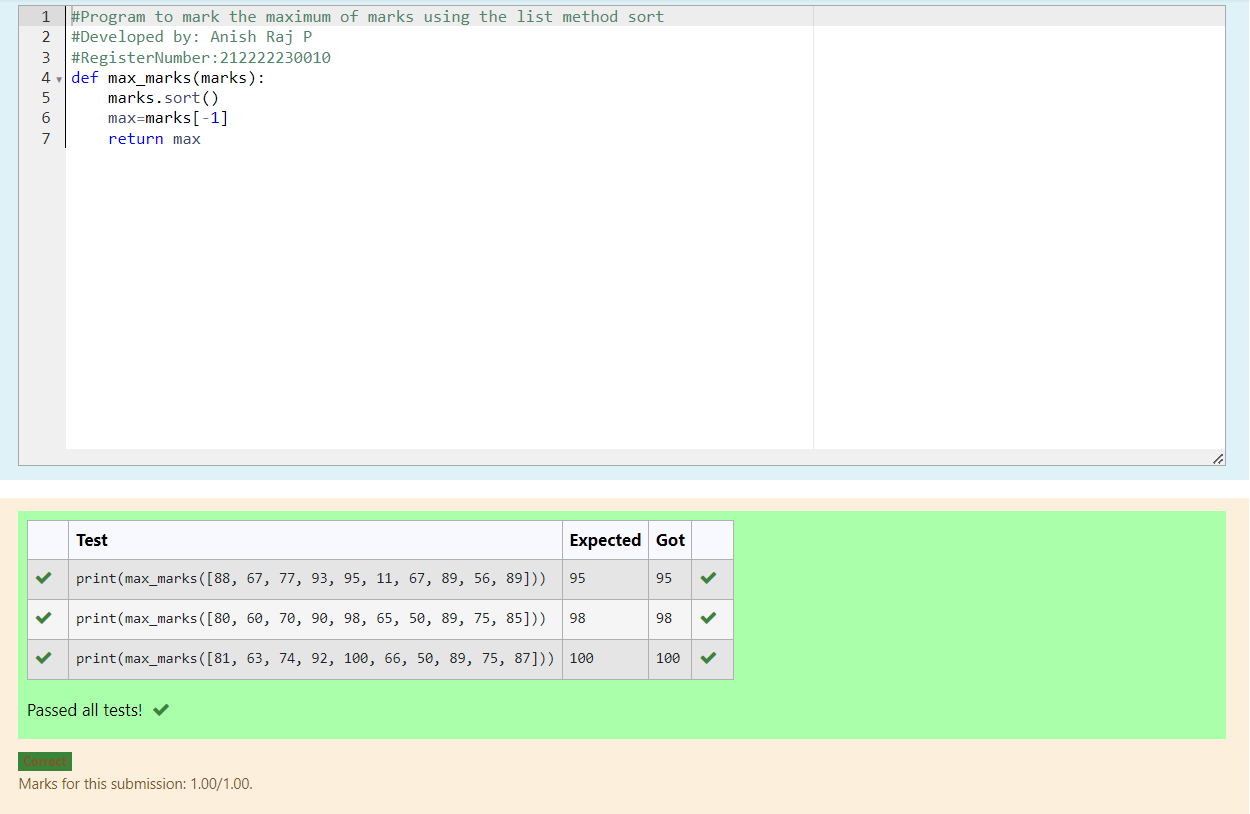 1 #Program to mark the maximum of marks using the list method sort
2 #Developed by: Anish Raj P
3 #RegisterNumber:212222230010
4 def max_marks(marks):
5     marks.sort()
6     max=marks[-1]
7     return max
Test Expected Got
print(max_marks([88, 67, 77, 93, 95, 11, 67, 89, 56, 89])) 95 95
print(max_marks([80, 60, 70, 90, 98, 65, 50, 89, 75, 85])) 98 98
print(max_marks([81, 63, 74, 92, 100, 66, 50, 89, 75, 87])) 100 100
Passed all tests!
Correct
Marks for this submission: 1.00/1.00.